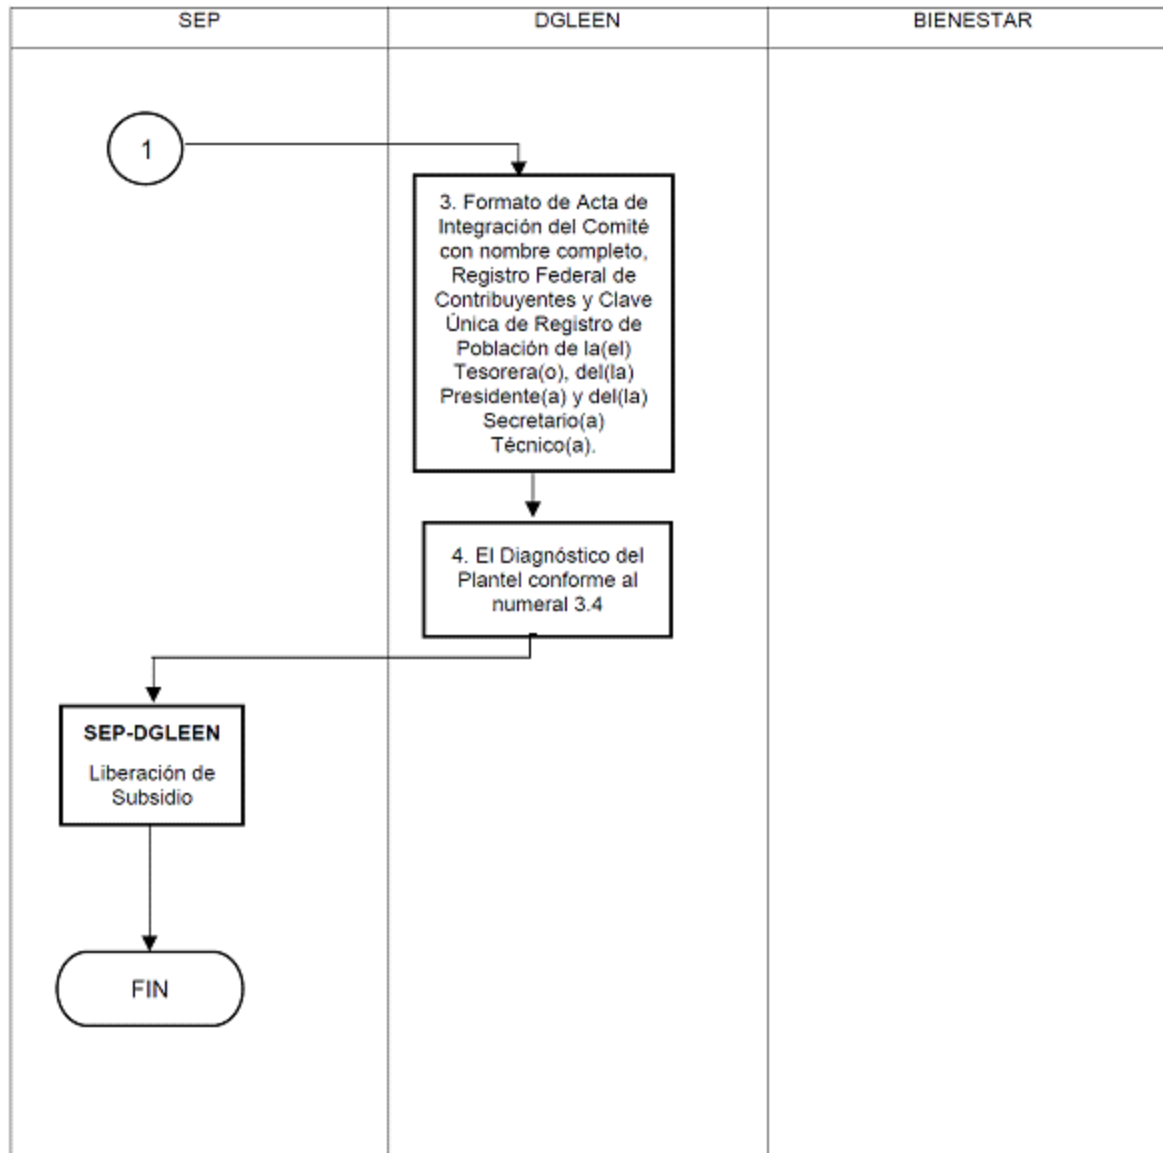 SEP
DGLEEN
BIENESTAR
1
3. Formato de Acta de
Integración del Comité
con nombre completo,
Registro Federal de
Contribuyentes y Clave
Única de Registro de
Población de la(el)
Tesorera(o), del(la)
Presidente(a) y del(la)
Secretario(a)
Técnico(a).
4. El Diagnóstico del
Plantel conforme al
numeral 3.4
SEP-DGLEEN
Liberación de
Subsidio
FIN